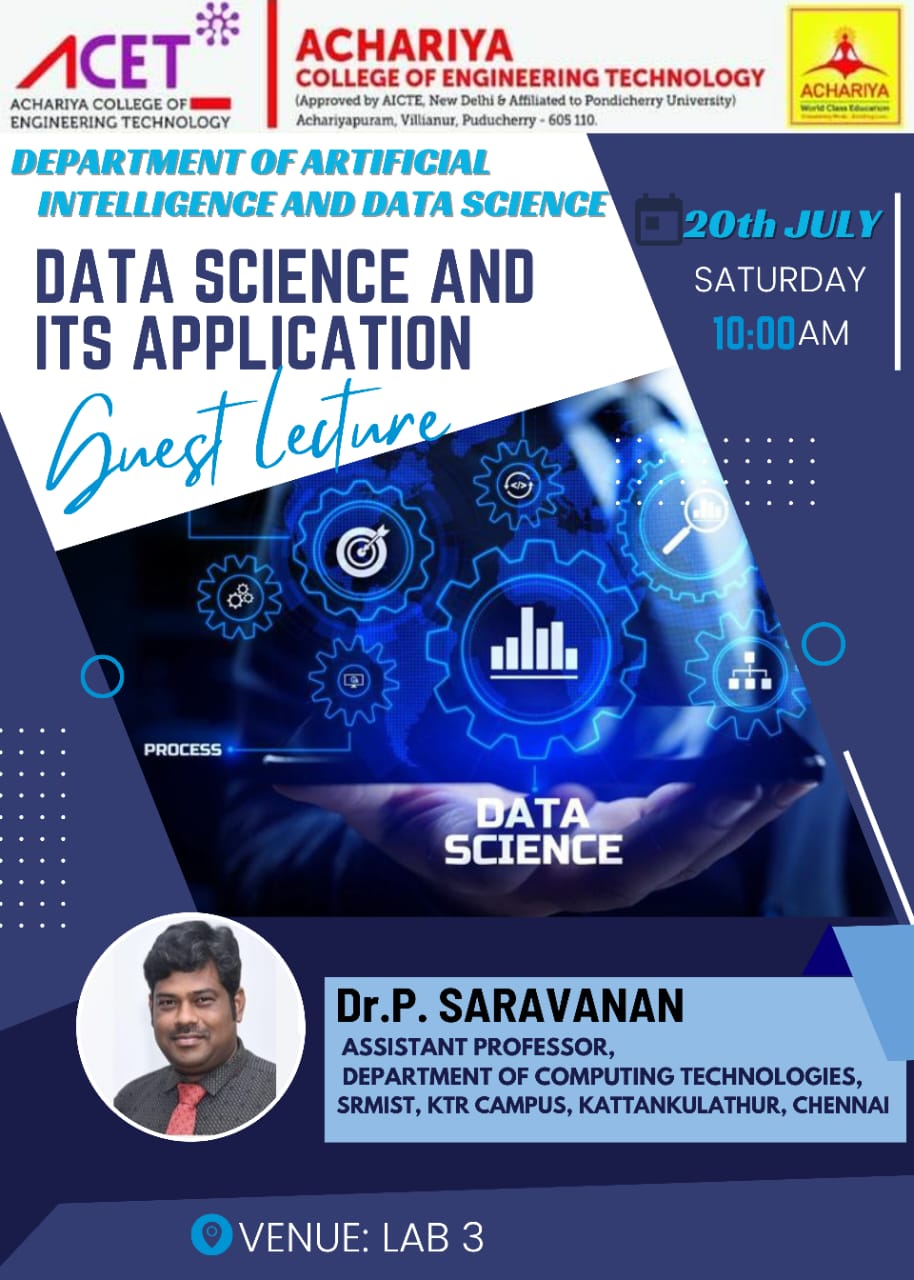 ACET
ACHARIYA COLLEGE OF
ENGINEERING TECHNOLOGY
ACHARIYA
COLLEGE OF ENGINEERING TECHNOLOGY
(Approved by AICTE, New Delhi & Affiliated to Pondicherry University)
Achariyapuram, Villianur, Puducherry - 605 110.
ACHARIYA
World Class Education
DEPARTMENT OF ARTIFICIAL
INTELLIGENCE AND DATA SCIENCE
20th JULY
SATURDAY
10:00AM
DATA SCIENCE AND
ITS APPLICATION
Guest Lecture
PROCESS
DATA
SCIENCE
Dr.P. SARAVANAN
ASSISTANT PROFESSOR,
DEPARTMENT OF COMPUTING TECHNOLOGIES,
SRMIST, KTR CAMPUS, KATTANKULATHUR, CHENNAI
VENUE: LAB 3